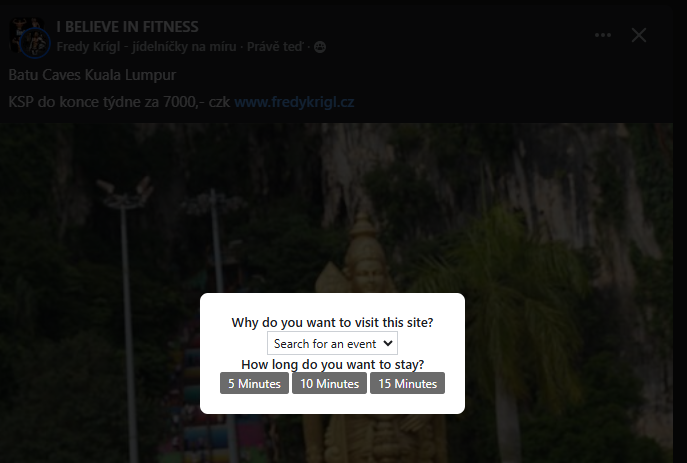 I BELIEVE IN FITNESS
Fredy Krígl - jídelníčky na míru · Právě teď ·
Batu Caves Kuala Lumpur
KSP do konce týdne za 7000,- czk www.fredykrigl.cz
Why do you want to visit this site?
Search for an event
How long do you want to stay?
5 Minutes 10 Minutes 15 Minutes